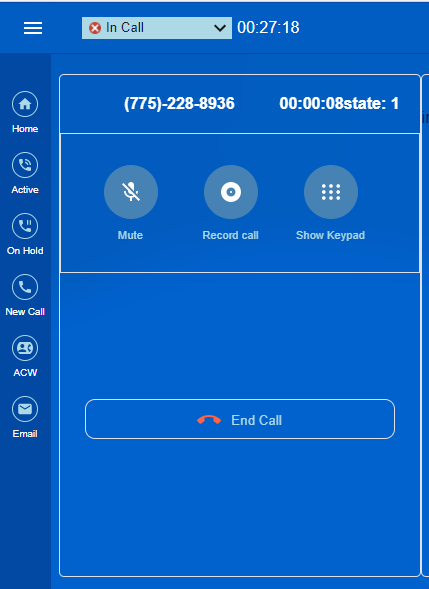 In Call 00:27:18
(775)-228-8936 00:00:08state: 1
Mute Record call Show Keypad
End Call
Home
Active
On Hold
New Call
ACW
Email